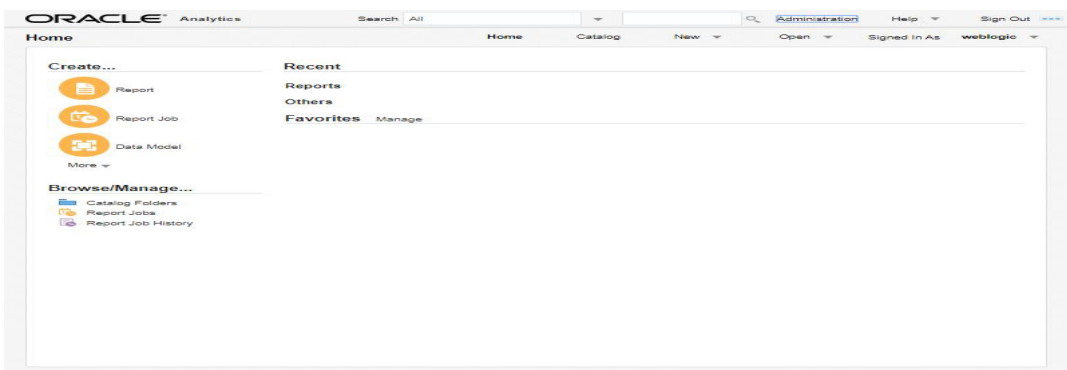 ORACLE Analytics Search All Administration Help Sign Out
Home Home Catalog New Open Signed In As weblogic
Create...
Report
Report Job
Data Model
More
Browse/Manage...
Catalog Folders
Report Jobs
Report Job History
Recent
Reports
Others
Favorites Manage